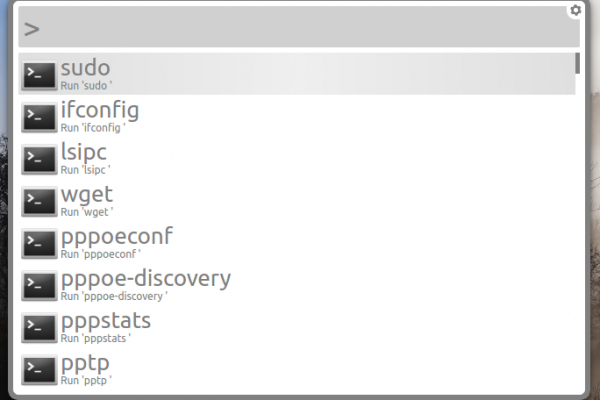 >
sudo
Run 'sudo '
ifconfig
Run 'ifconfig '
lsipc
Run 'lsipc '
wget
Run 'wget '
pppoeconf
Run 'pppoeconf '
pppoe-discovery
Run 'pppoe-discovery '
pppstats
Run 'pppstats '
pptp
Run 'pptp '